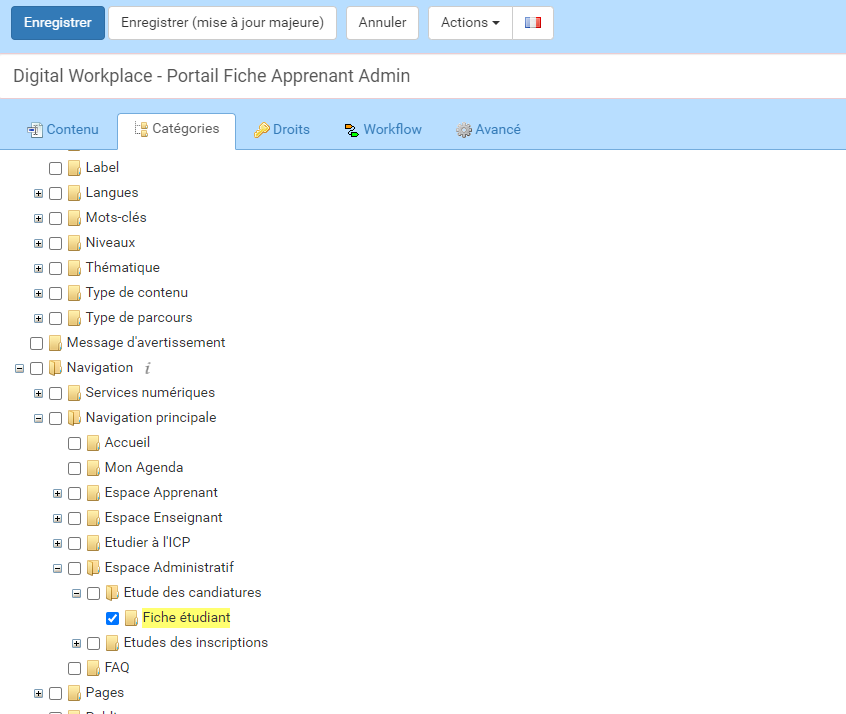 Enregistrer Enregistrer (mise à jour majeure) Annuler Actions
Digital Workplace - Portail Fiche Apprenant Admin
Contenu Catégories Droits Workflow Avancé
Label
Langues
Mots-clés
Niveaux
Thématique
Type de contenu
Type de parcours
Message d'avertissement
Navigation i
Services numériques
Navigation principale
Accueil
Mon Agenda
Espace Apprenant
Espace Enseignant
Etudier à l'ICP
Espace Administratif
Etude des candiatures
Fiche étudiant
Etudes des inscriptions
FAQ
Pages